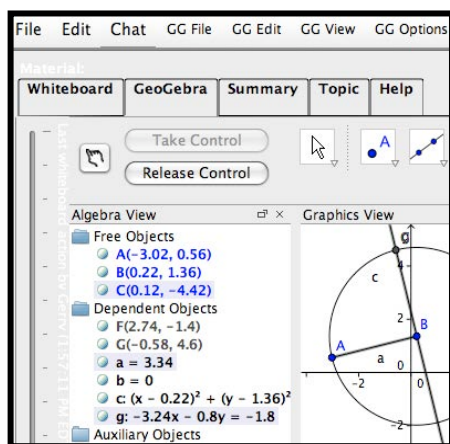 File Edit Chat GG File GG Edit GG View GG Options
Material:
Whiteboard GeoGebra Summary Topic Help
Take Control
A
Release Control
Algebra View Graphics View
Free Objects
A(-3.02, 0.56)
B(0.22, 1.36)
C(0.12, -4.42)
Dependent Objects
F(2.74, -1.4)
G(-0.58, 4.6)
a = 3.34
b = 0
c: (x - 0.22)² + (y - 1.36)²
g: -3.24x - 0.8y = -1.8
Auxiliary Objects
g
4
c
2
B
A
a
0
-2
0
-2